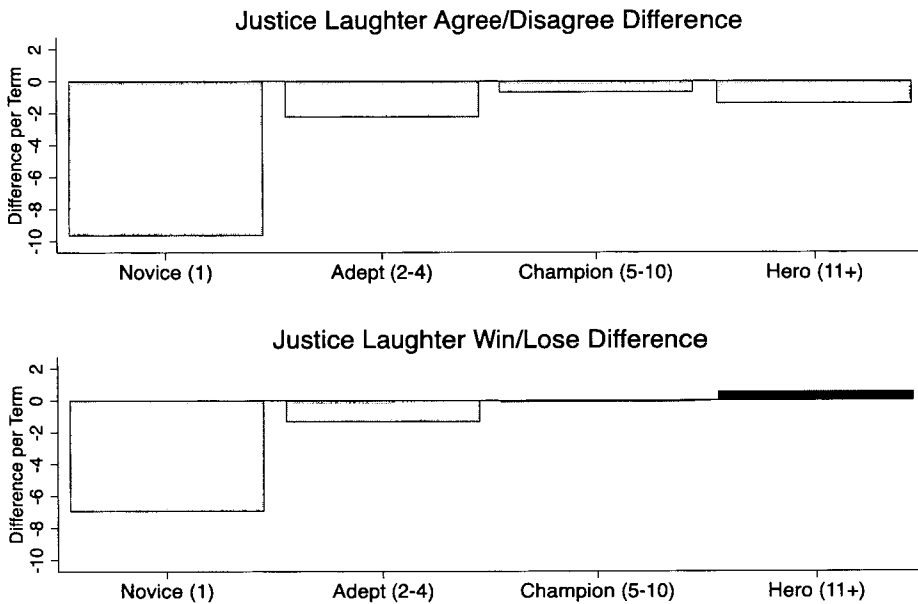 Justice Laughter Agree/Disagree Difference
Difference per Term
2
0
-2
-4
-6
-8
-10
Novice (1)
Adept (2-4)
Champion (5-10)
Hero (11+)
Justice Laughter Win/Lose Difference
Difference per Term
2
0
-2
-4
-6
-8
-10
Novice (1)
Adept (2-4)
Champion (5-10)
Hero (11+)